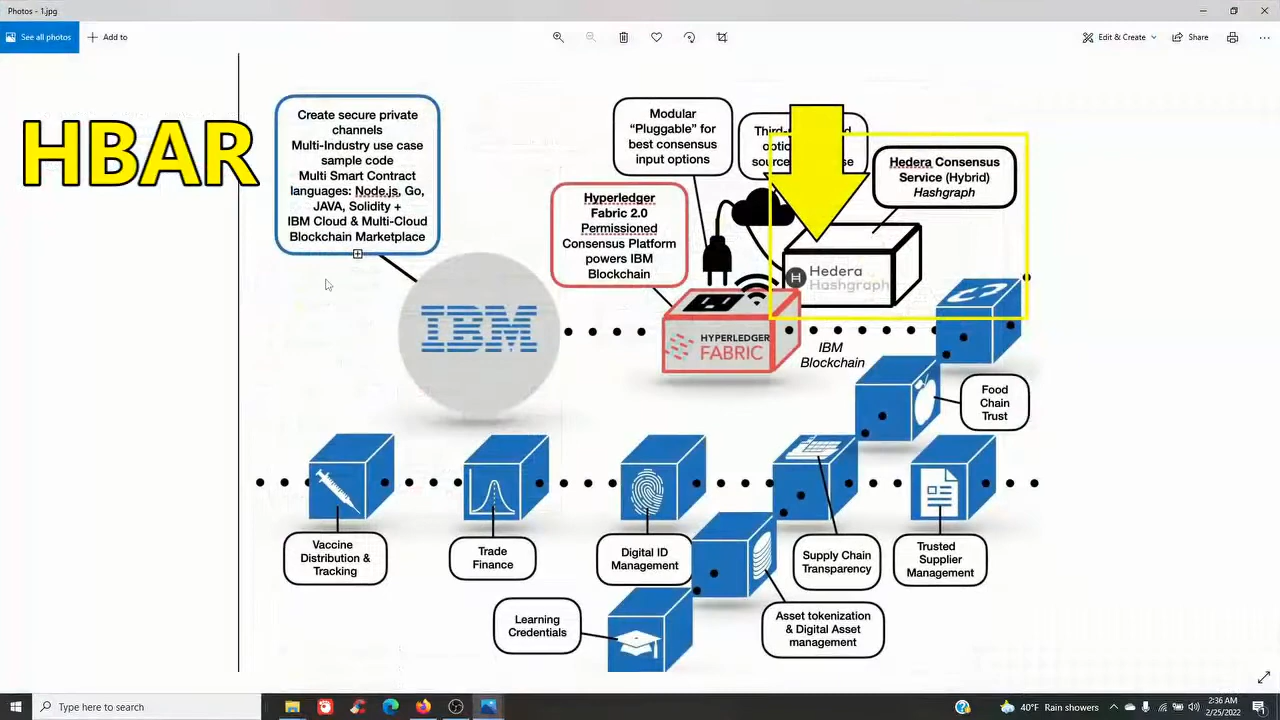 Photos - 1.jpg
See all photos
Add to
Edit & Create
Share
HBAR
Create secure private
channels
Multi-Industry use case
sample code
Multi Smart Contract
languages: Node.js, Go,
JAVA, Solidity +
IBM Cloud & Multi-Cloud
Blockchain Marketplace
IBM
Hyperledger
Fabric 2.0
Permissioned
Consensus Platform
powers IBM
Blockchain
Modular
"Pluggable" for
best consensus
input options
Hedera Consensus
Service (Hybrid)
Hashgraph
Hedera
Hashgraph
HYPERLEDGER
FABRIC
IBM
Blockchain
Food
Chain
Trust
Vaccine
Distribution &
Tracking
Trade
Finance
Digital ID
Management
Supply Chain
Transparency
Trusted
Supplier
Management
Learning
Credentials
Asset tokenization
& Digital Asset
management
Type here to search
40°F Rain showers
2:36 AM
2/25/2022